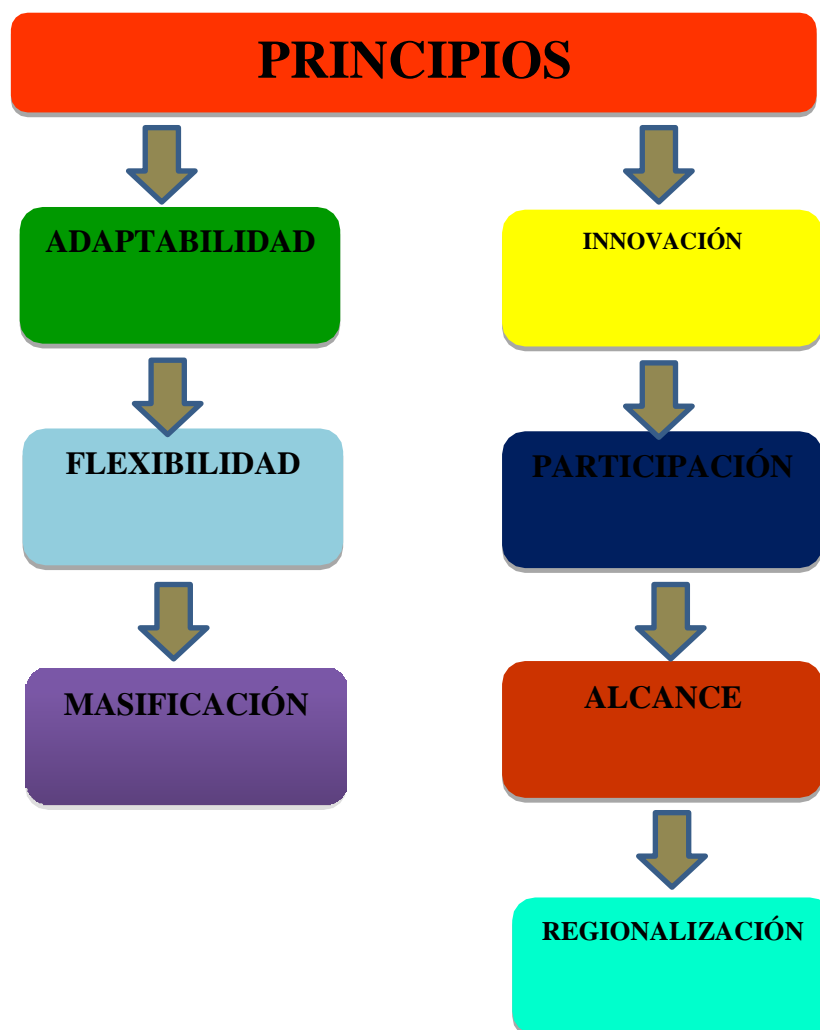 PRINCIPIOS
ADAPTABILIDAD
INNOVACIÓN
FLEXIBILIDAD
PARTICIPACIÓN
MASIFICACIÓN
ALCANCE
REGIONALIZACIÓN